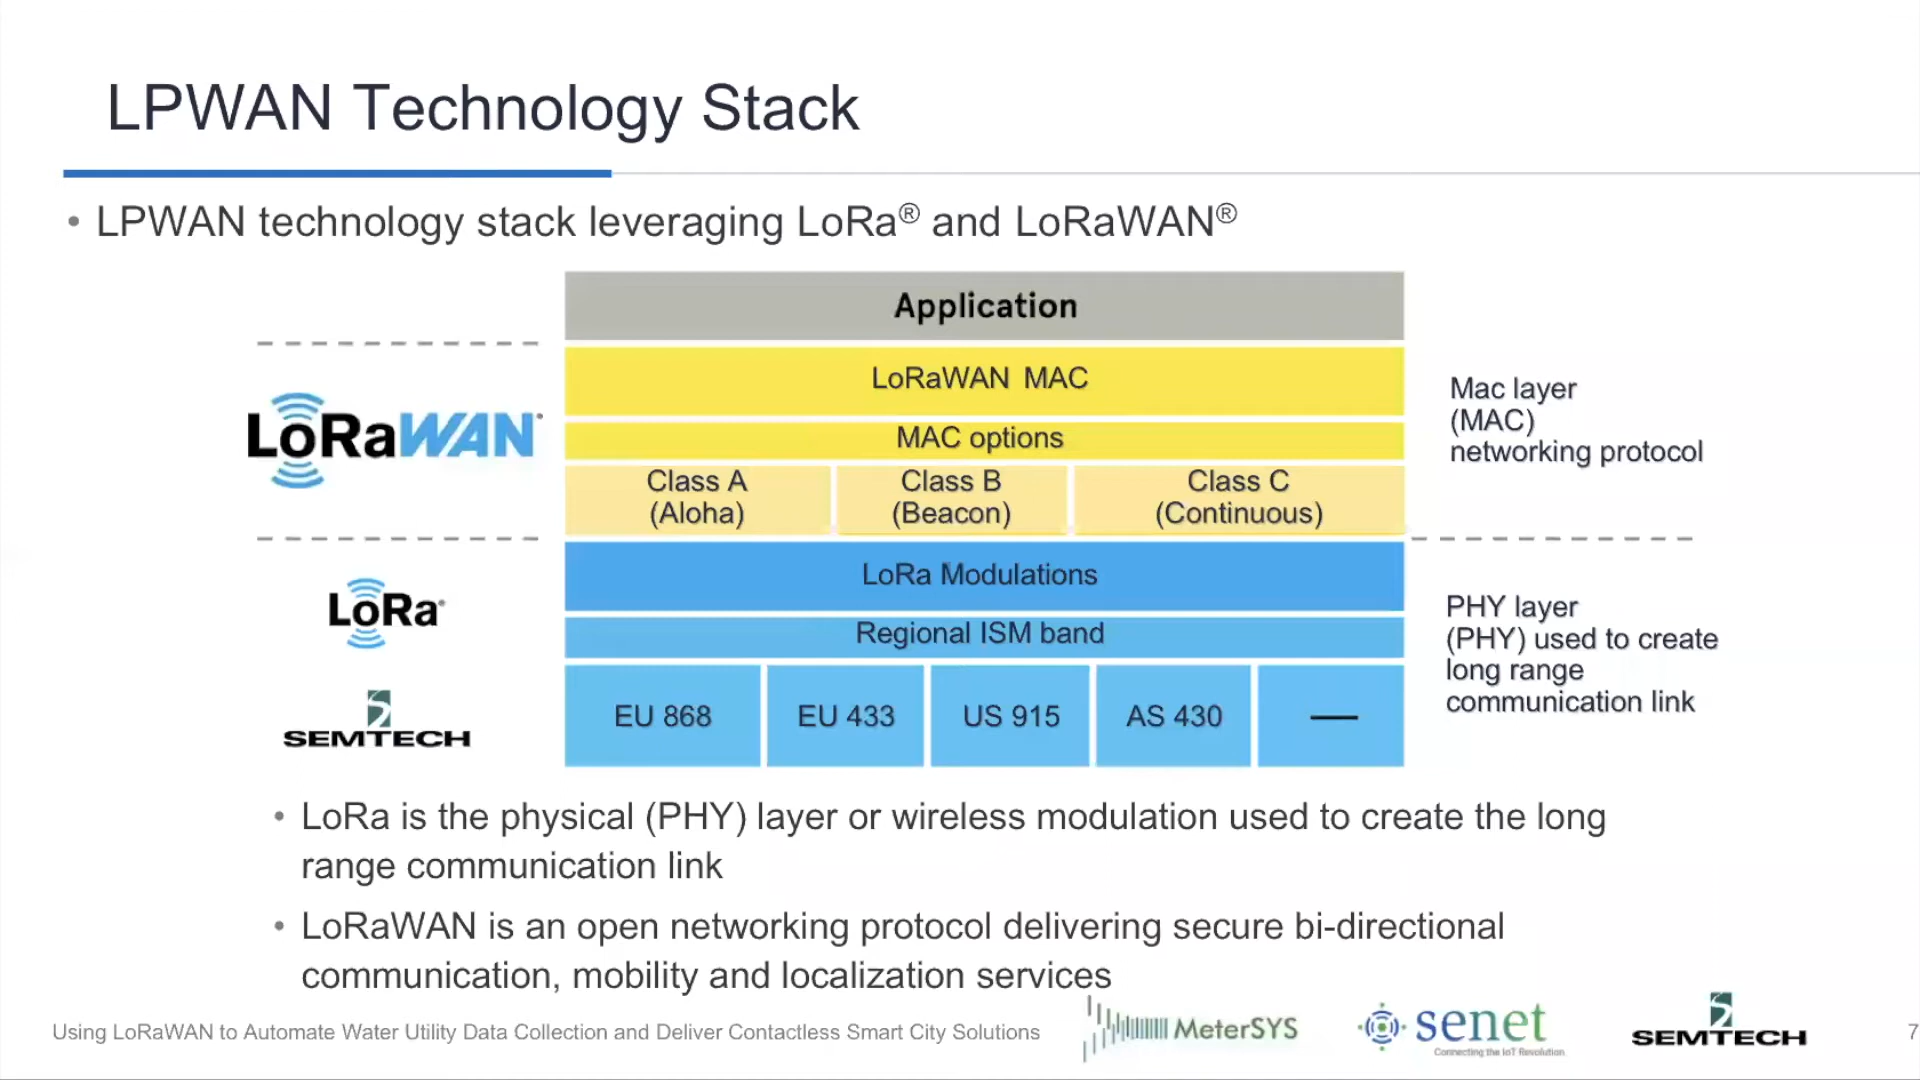 LPWAN Technology Stack
• LPWAN technology stack leveraging LoRa® and LoRaWAN®
Application
LoRaWAN MAC
MAC options
Class A
(Aloha)
Class B
(Beacon)
Class C
(Continuous)
LoRaWAN
Mac layer
(MAC)
networking protocol
LoRa Modulations
Regional ISM band
EU 868
EU 433
US 915
AS 430
—
LoRa
SEMTECH
PHY layer
(PHY) used to create
long range
communication link
• LoRa is the physical (PHY) layer or wireless modulation used to create the long
range communication link
• LoRaWAN is an open networking protocol delivering secure bi-directional
communication, mobility and localization services
Using LoRaWAN to Automate Water Utility Data Collection and Deliver Contactless Smart City Solutions
MeterSYS
senet
Connecting the IoT Revolution
SEMTECH
7